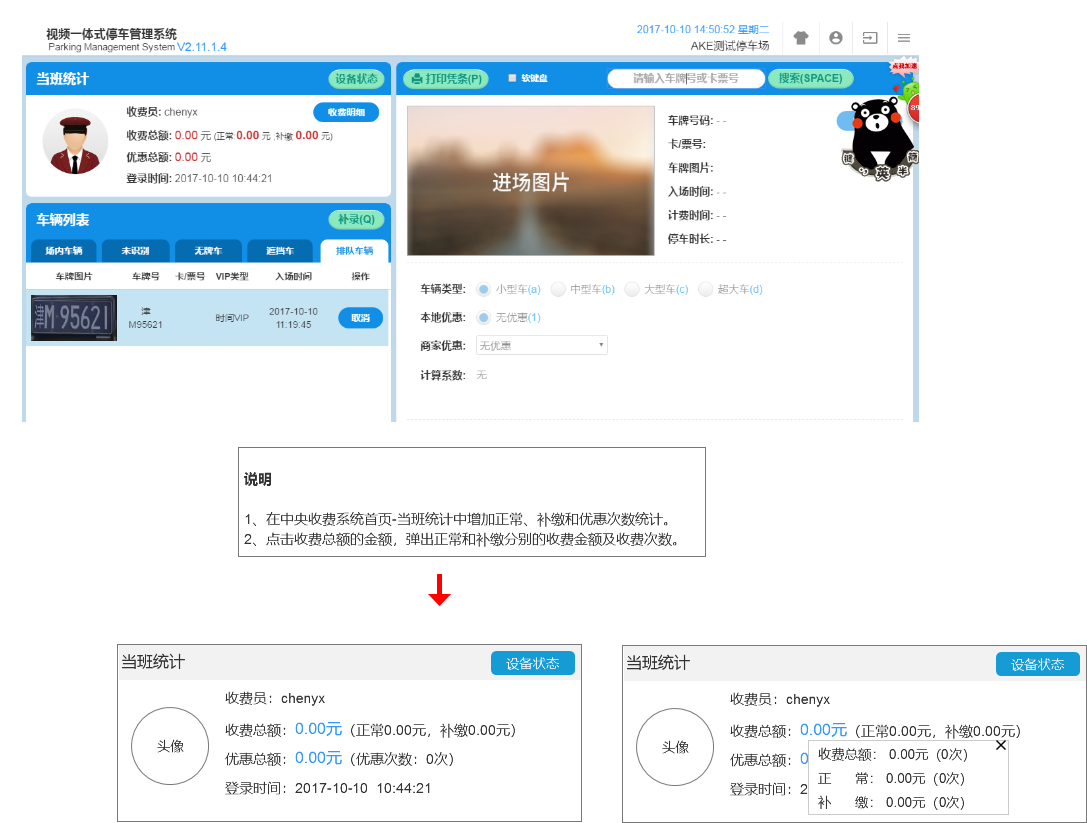 视频一体式停车管理系统
Parking Management System V2.11.1.4
2017-10-10 14:50:52 星期二
AKE测试停车场
当班统计
设备状态
收费员: chenyx
收费明细
收费总额: 0.00 元 (正常 0.00 元 ,补缴 0.00 元)
优惠总额: 0.00 元
登录时间: 2017-10-10 10:44:21
车辆列表
补录(Q)
场内车辆 未识别 无牌车 遮挡车 排队车辆
车牌图片 车牌号 卡/票号 VIP类型 入场时间 操作
津M·95621
津
M95621
时间VIP
2017-10-10
11:19:45
取消
打印凭条(P)
软键盘
请输入车牌号或卡票号
搜索(SPACE)
点我加速
89
键
英
半
进场图片
车牌号码: - -
卡/票号:
车牌图片:
入场时间: - -
计费时间: - -
停车时长: - -
车辆类型: 小型车(a) 中型车(b) 大型车(c) 超大车(d)
本地优惠: 无优惠(1)
商家优惠: 无优惠
计算系数: 无
说明
1、在中央收费系统首页-当班统计中增加正常、补缴和优惠次数统计。
2、点击收费总额的金额，弹出正常和补缴分别的收费金额及收费次数。
当班统计
设备状态
头像
收费员：chenyx
收费总额：0.00元（正常0.00元，补缴0.00元）
优惠总额：0.00元（优惠次数：0次）
登录时间：2017-10-10 10:44:21
当班统计
设备状态
头像
收费员：chenyx
收费总额：0.00元（正常0.00元，补缴0.00元）
优惠总额：0
登录时间：2
收费总额： 0.00元（0次）
正 常： 0.00元（0次）
补 缴： 0.00元（0次）